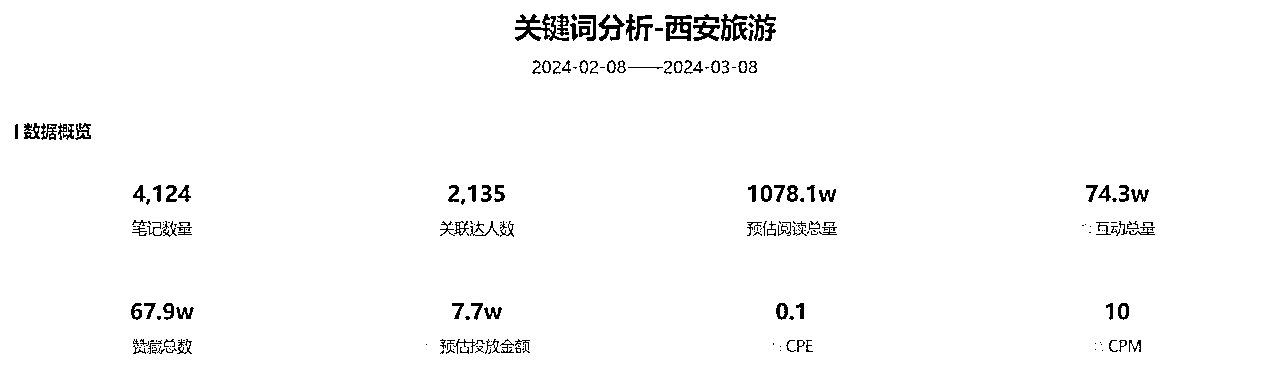 关键词分析-西安旅游
2024-02-08——2024-03-08
数据概览
4,124 2,135 1078.1w 74.3w
笔记数量 关联达人数 预估阅读总量 互动总量
67.9w 7.7w 0.1 10
赞藏总数 预估投放金额 CPE CPM